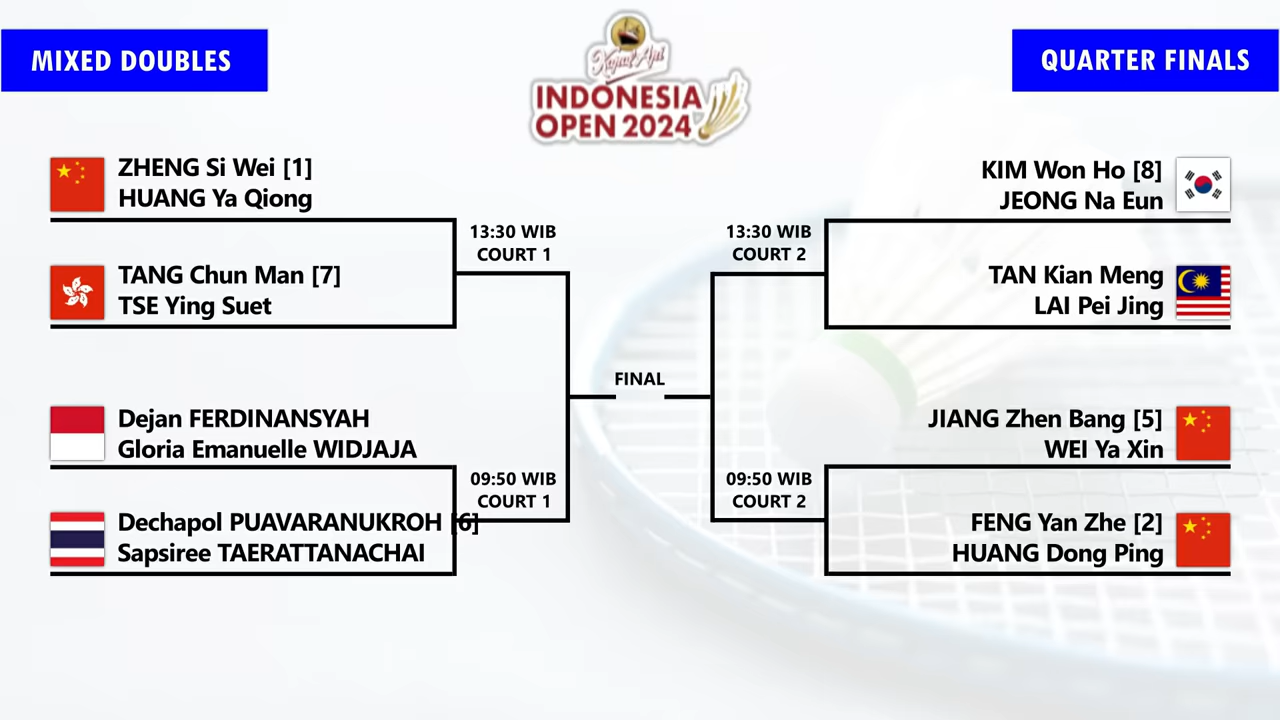 MIXED DOUBLES
Kapal Api
INDONESIA
OPEN 2024
QUARTER FINALS
ZHENG Si Wei [1]
HUANG Ya Qiong
13:30 WIB
COURT 1
TANG Chun Man [7]
TSE Ying Suet
Dejan FERDINANSYAH
Gloria Emanuelle WIDJAJA
09:50 WIB
COURT 1
Dechapol PUAVARANUKROH [6]
Sapsiree TAERATTANACHAI
FINAL
KIM Won Ho [8]
JEONG Na Eun
13:30 WIB
COURT 2
TAN Kian Meng
LAI Pei Jing
JIANG Zhen Bang [5]
WEI Ya Xin
09:50 WIB
COURT 2
FENG Yan Zhe [2]
HUANG Dong Ping